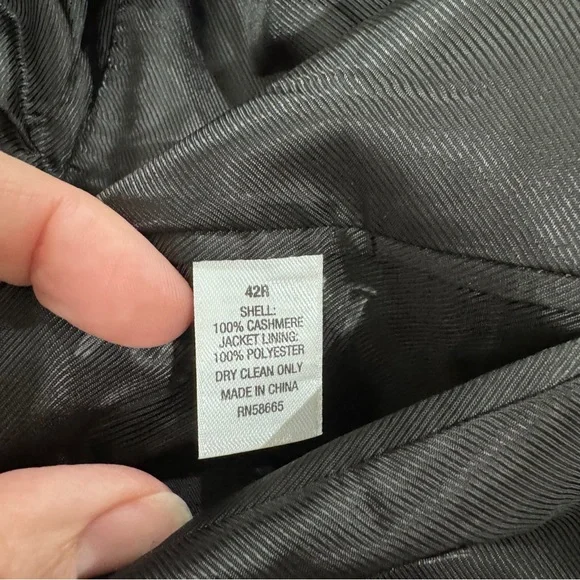 42R
SHELL:
100% CASHMERE
JACKET LINING:
100% POLYESTER
DRY CLEAN ONLY
MADE IN CHINA
RN58665